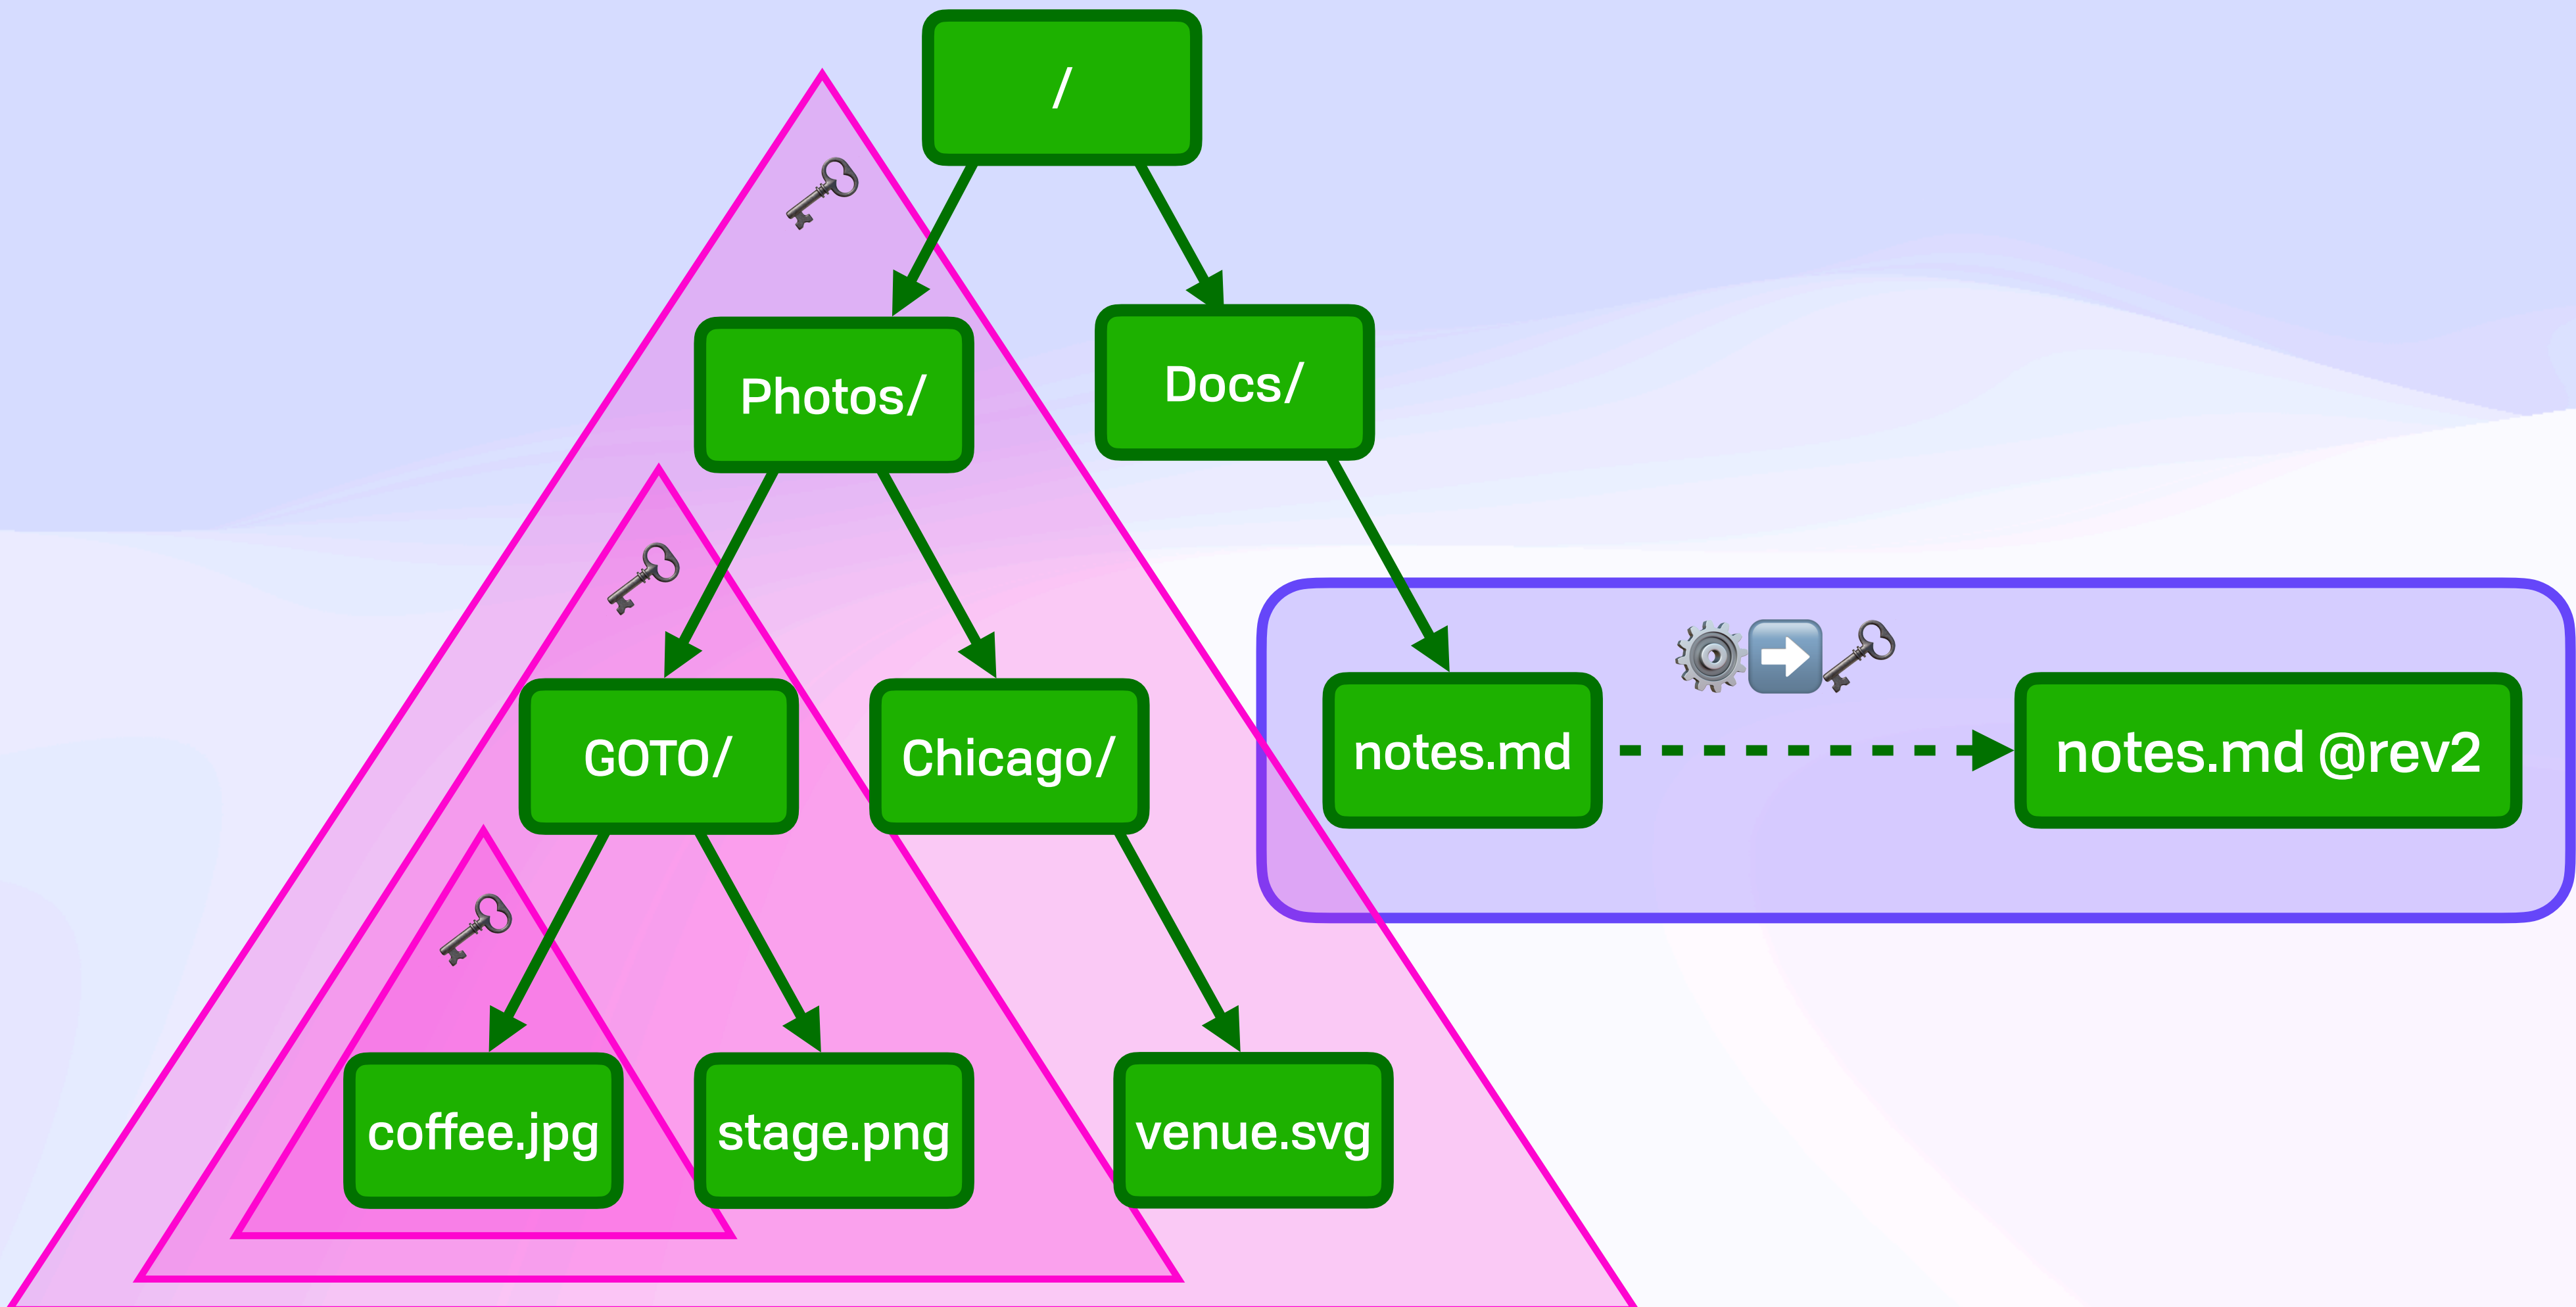 /
Photos/
Docs/
GOTO/
Chicago/
notes.md
notes.md @rev2
coffee.jpg
stage.png
venue.svg